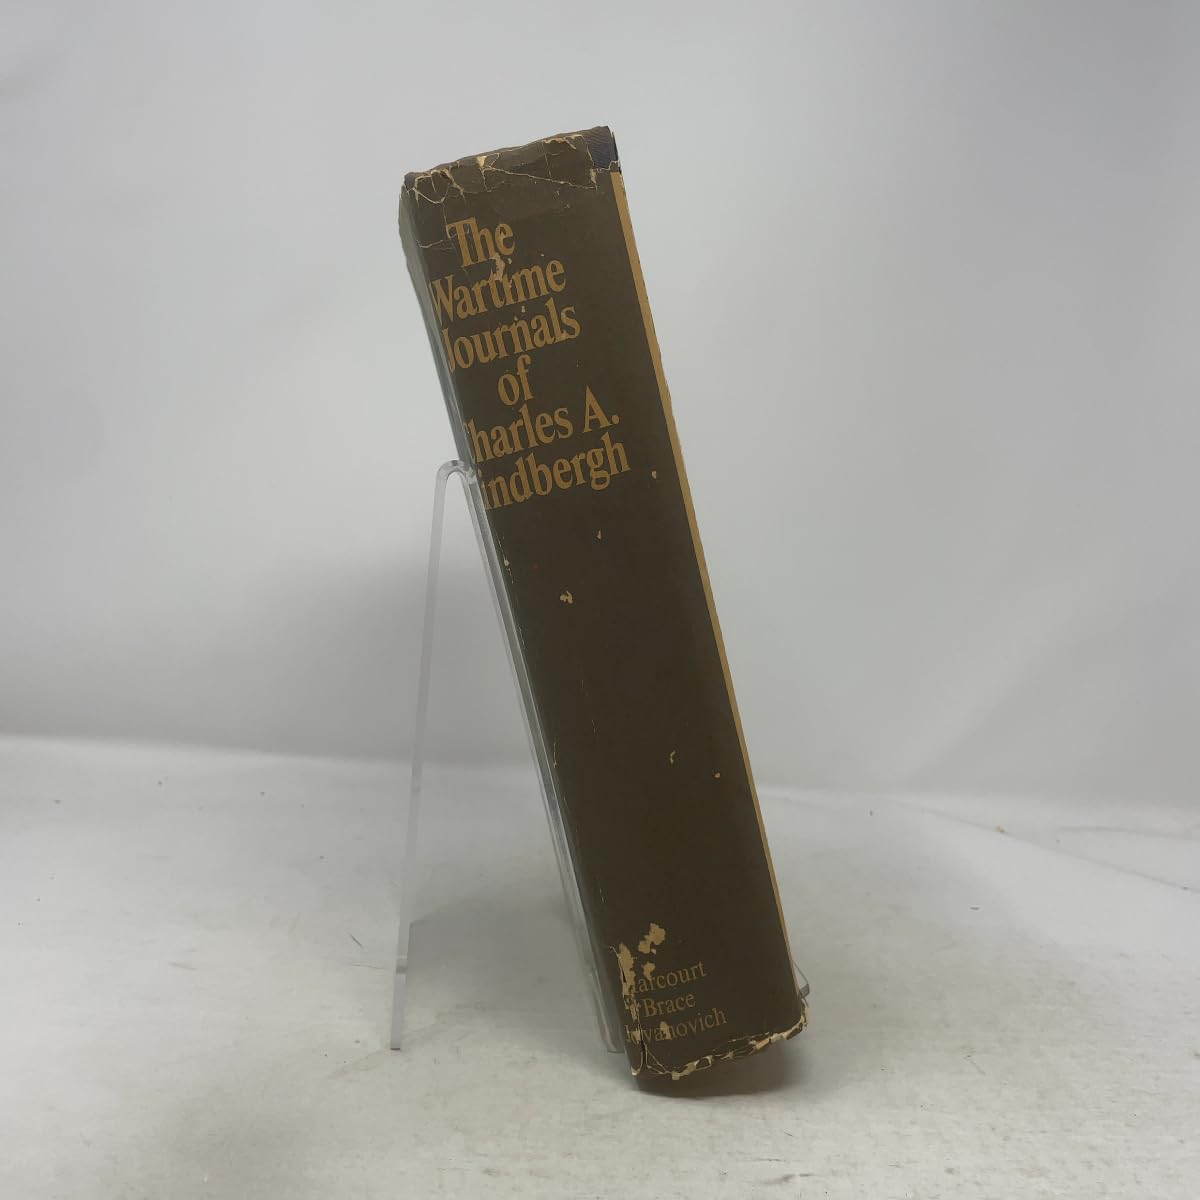 The
Wartime
Journals
of
Charles A.
Lindbergh
Harcourt
Brace
Jovanovich